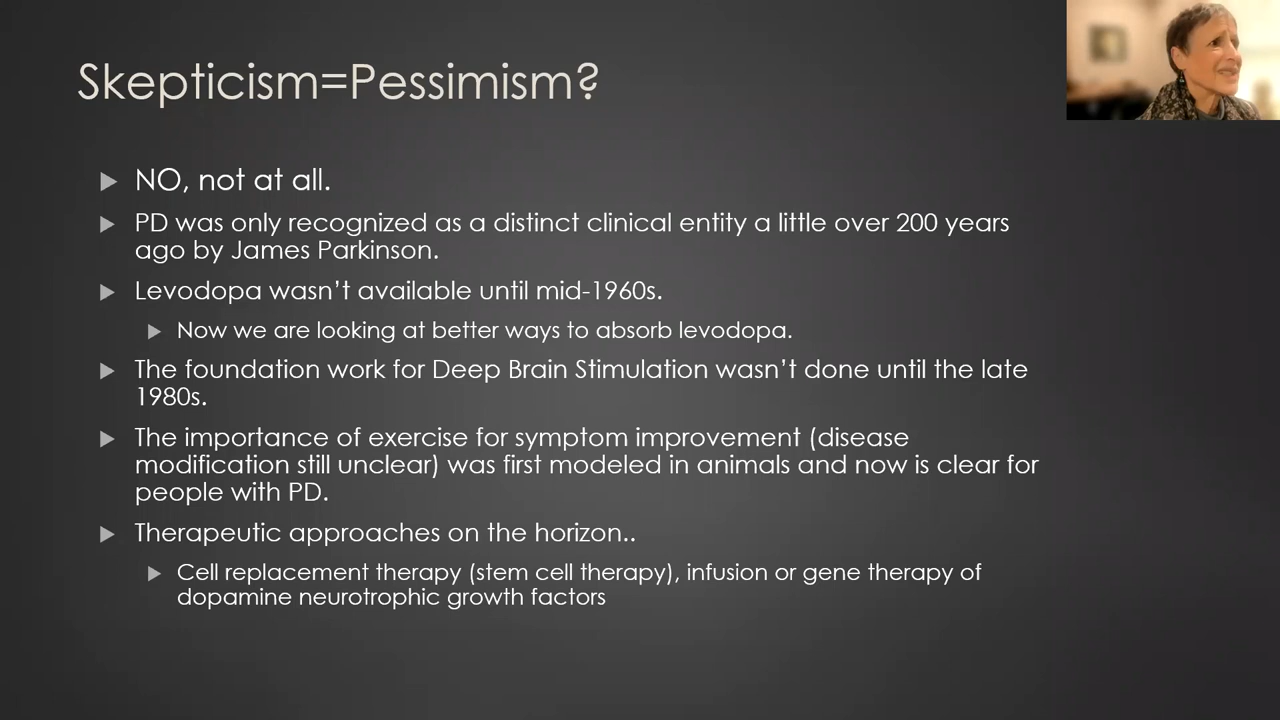 Skepticism=Pessimism?
NO, not at all.
PD was only recognized as a distinct clinical entity a little over 200 years
ago by James Parkinson.
Levodopa wasn't available until mid-1960s.
Now we are looking at better ways to absorb levodopa.
The foundation work for Deep Brain Stimulation wasn't done until the late
1980s.
The importance of exercise for symptom improvement (disease
modification still unclear) was first modeled in animals and now is clear for
people with PD.
Therapeutic approaches on the horizon..
Cell replacement therapy (stem cell therapy), infusion or gene therapy of
dopamine neurotrophic growth factors